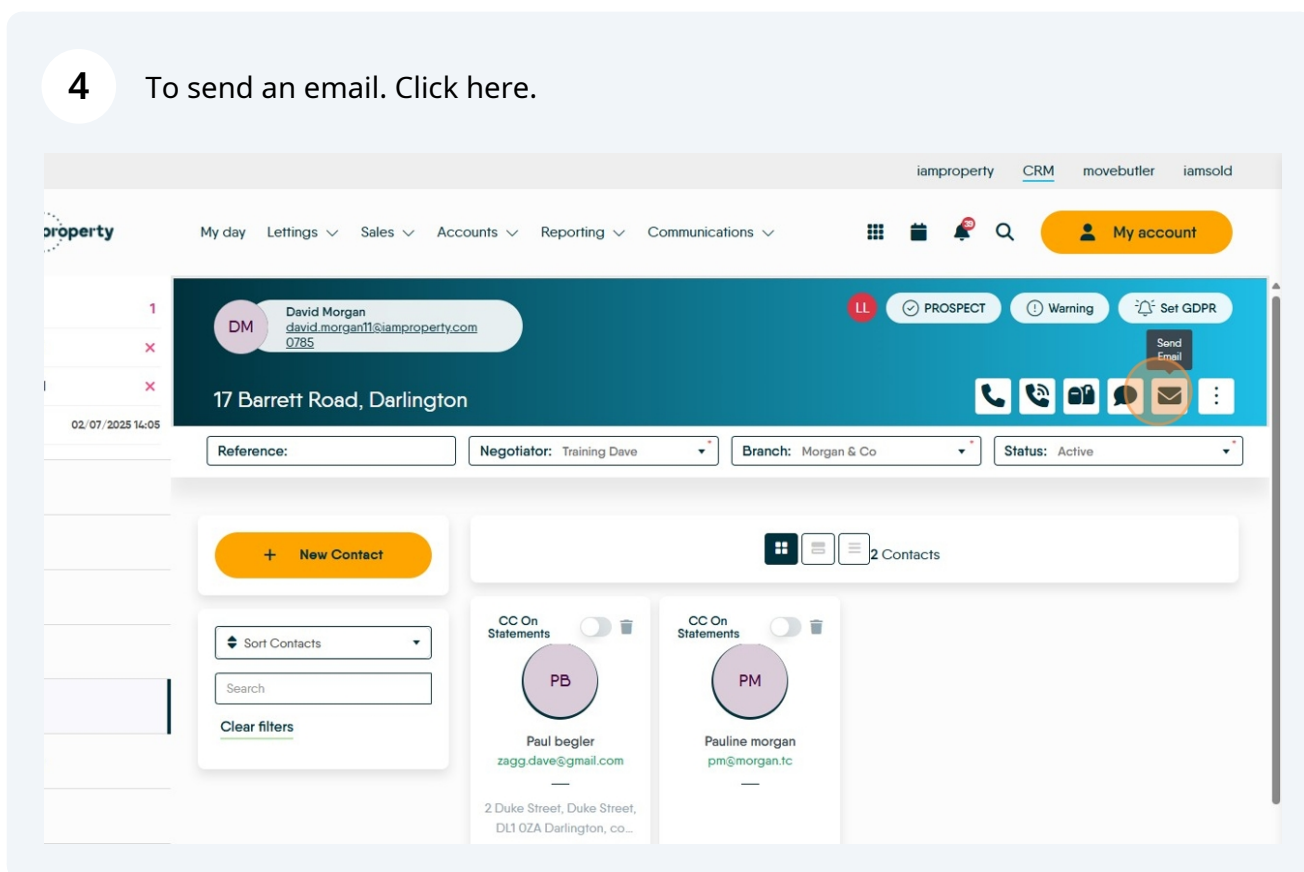 4 To send an email. Click here.
iamproperty CRM movebutler iamsold
property My day Lettings Sales Accounts Reporting Communications My account
1
DM David Morgan LL PROSPECT Warning Set GDPR
david.morgan11@iamproperty.com
0785
Send
Email
17 Barrett Road, Darlington
02/07/2025 14:05
Reference: Negotiator: Training Dave * Branch: Morgan & Co * Status: Active *
+ New Contact 2 Contacts
CC On
Statements
CC On
Statements
Sort Contacts
Search
Clear filters
PB
Paul begler
zagg.dave@gmail.com
—
2 Duke Street, Duke Street,
DL1 0ZA Darlington, co...
PM
Pauline morgan
pm@morgan.tc
—